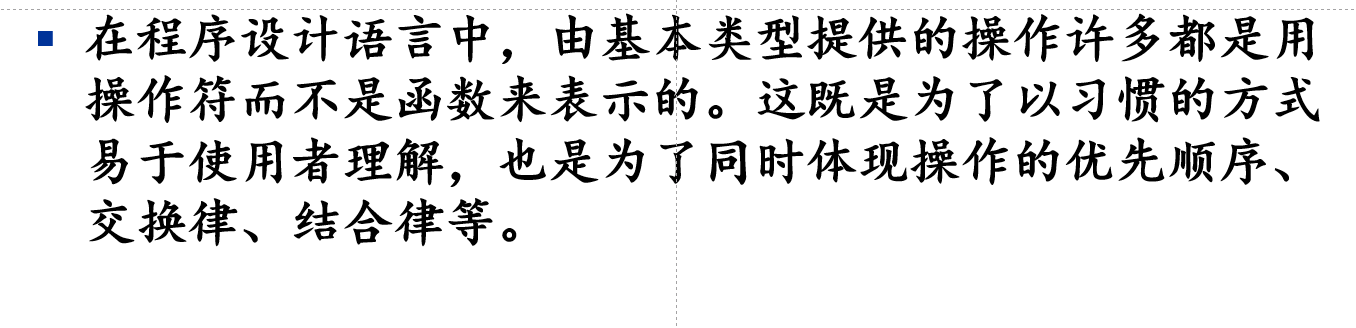 在程序设计语言中，由基本类型提供的操作许多都是用
操作符而不是函数来表示的。这既是为了以习惯的方式
易于使用者理解，也是为了同时体现操作的优先顺序、
交换律、结合律等。